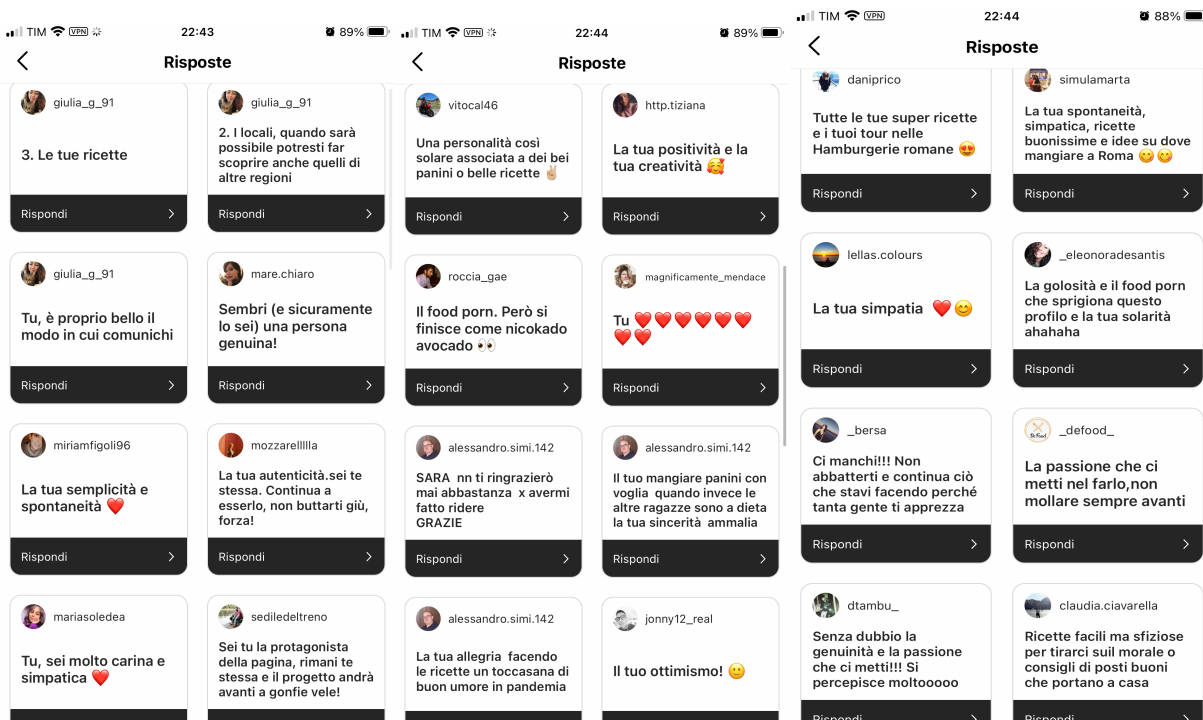 TIM VPN 22:43 89%
Risposte
giulia_g_91
3. Le tue ricette
Rispondi
giulia_g_91
2. I locali, quando sarà
possibile potresti far
scoprire anche quelli di
altre regioni
Rispondi
giulia_g_91
Tu, è proprio bello il
modo in cui comunichi
Rispondi
mare.chiaro
Sembri (e sicuramente
lo sei) una persona
genuina!
Rispondi
miriamfigoli96
La tua semplicità e
spontaneità ❤️
Rispondi
mozzarellllla
La tua autenticità.sei te
stessa. Continua a
esserlo, non buttarti giù,
forza!
Rispondi
mariasoledea
Tu, sei molto carina e
simpatica ❤️
sediledeltreno
Sei tu la protagonista
della pagina, rimani te
stessa e il progetto andrà
avanti a gonfie vele!
TIM VPN 22:44 89%
Risposte
vitocal46
Una personalità così
solare associata a dei bei
panini o belle ricette ✌🏼
Rispondi
http.tiziana
La tua positività e la
tua creatività 🥰
Rispondi
roccia_gae
Il food porn. Però si
finisce come nicokado
avocado 👀
Rispondi
magnificamente_mendace
Tu ❤️❤️❤️❤️❤️❤️
❤️❤️
Rispondi
alessandro.simi.142
SARA nn ti ringrazierò
mai abbastanza x avermi
fatto ridere
GRAZIE
Rispondi
alessandro.simi.142
Il tuo mangiare panini con
voglia quando invece le
altre ragazze sono a dieta
la tua sincerità ammalia
Rispondi
alessandro.simi.142
La tua allegria facendo
le ricette un toccasana di
buon umore in pandemia
jonny12_real
Il tuo ottimismo! 🙂
TIM VPN 22:44 88%
Risposte
daniprico
Tutte le tue super ricette
e i tuoi tour nelle
Hamburgerie romane 😍
Rispondi
simulamarta
La tua spontaneità,
simpatica, ricette
buonissime e idee su dove
mangiare a Roma 😋😋
Rispondi
lellas.colours
La tua simpatia ❤️😊
Rispondi
_eleonoradesantis
La golosità e il food porn
che sprigiona questo
profilo e la tua solarità
ahahaha
Rispondi
_bersa
Ci manchi!!! Non
abbatterti e continua ciò
che stavi facendo perché
tanta gente ti apprezza
Rispondi
_defood_
La passione che ci
metti nel farlo,non
mollare sempre avanti
Rispondi
dtambu_
Senza dubbio la
genuinità e la passione
che ci metti!!! Si
percepisce moltooooo
Rispondi
claudia.ciavarella
Ricette facili ma sfiziose
per tirarci suil morale o
consigli di posti buoni
che portano a casa
Rispondi